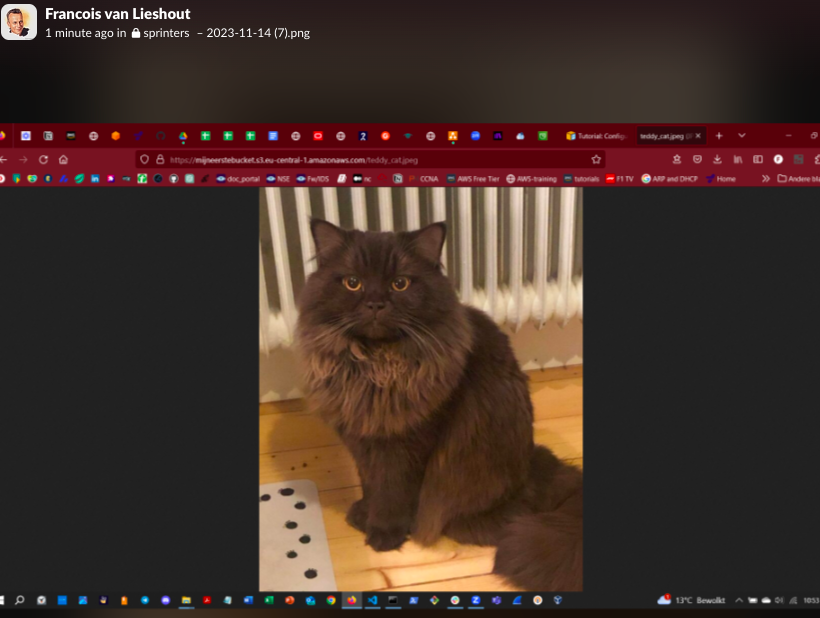 Francois van Lieshout
1 minute ago in sprinters – 2023-11-14 (7).png
Tutorial: Config teddy_cat.jpeg
https://mijneerstebucket.s3.eu-central-1.amazonaws.com/teddy_cat.jpeg
doc_portal NSE Fw/IDS nc CCNA AWS Free Tier AWS-training tutorials F1 TV ARP and DHCP Home Andere
13°C Bewolkt 10:53